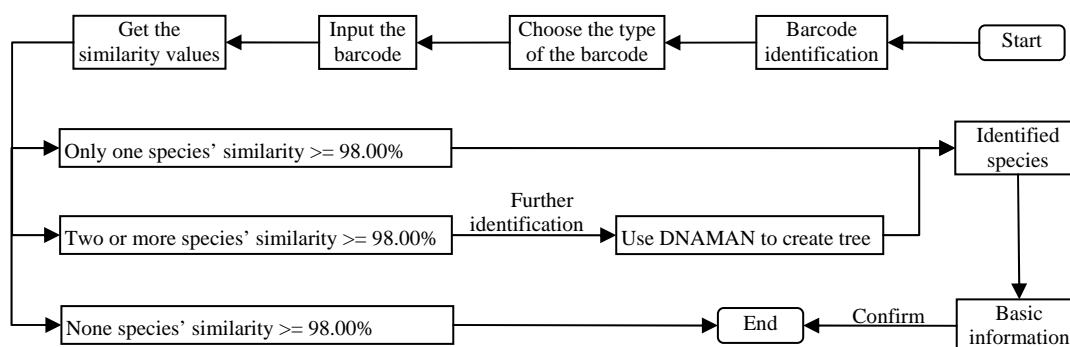 Get the
similarity values
Input the
barcode
Choose the type
of the barcode
Barcode
identification
Start
Only one species’ similarity >= 98.00%
Identified
species
Further
identification
Two or more species’ similarity >= 98.00%
Use DNAMAN to create tree
None species’ similarity >= 98.00%
End
Confirm
Basic
information